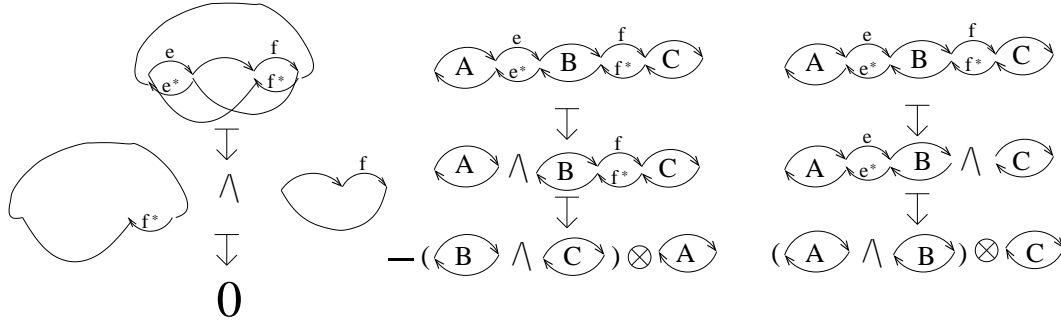 e f
e* f*
∧
f* f
0
e f
A e* B f* C
f
A ∧ B f* C
− ( B ∧ C ) ⊗ A
e f
A e* B f* C
e
A e* B ∧ C
( A ∧ B ) ⊗ C